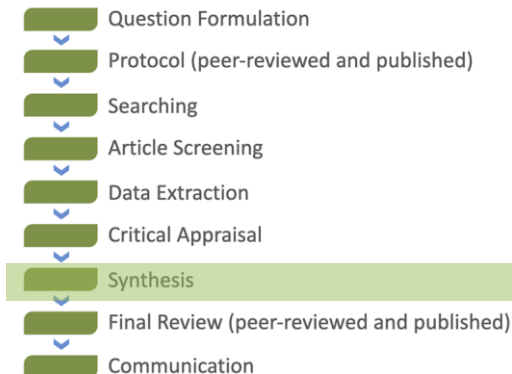 Question Formulation
Protocol (peer-reviewed and published)
Searching
Article Screening
Data Extraction
Critical Appraisal
Synthesis
Final Review (peer-reviewed and published)
Communication